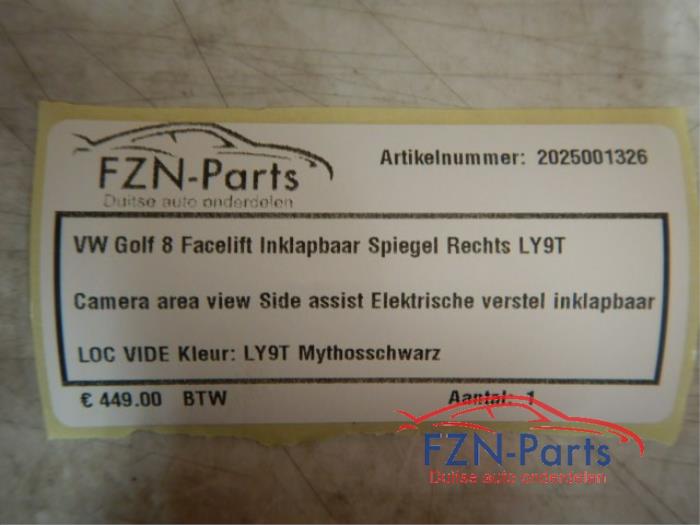 FZN-Parts
FZN-Parts
Duitse auto onderdelen
Artikelnummer: 2025001326
VW Golf 8 Facelift Inklapbaar Spiegel Rechts LY9T
Camera area view Side assist Elektrische verstel inklapbaar
LOC VIDE Kleur: LY9T Mythosschwarz
€ 449.00 BTW
Aantal: 1
FZN-Parts
Duitse auto onderdelen